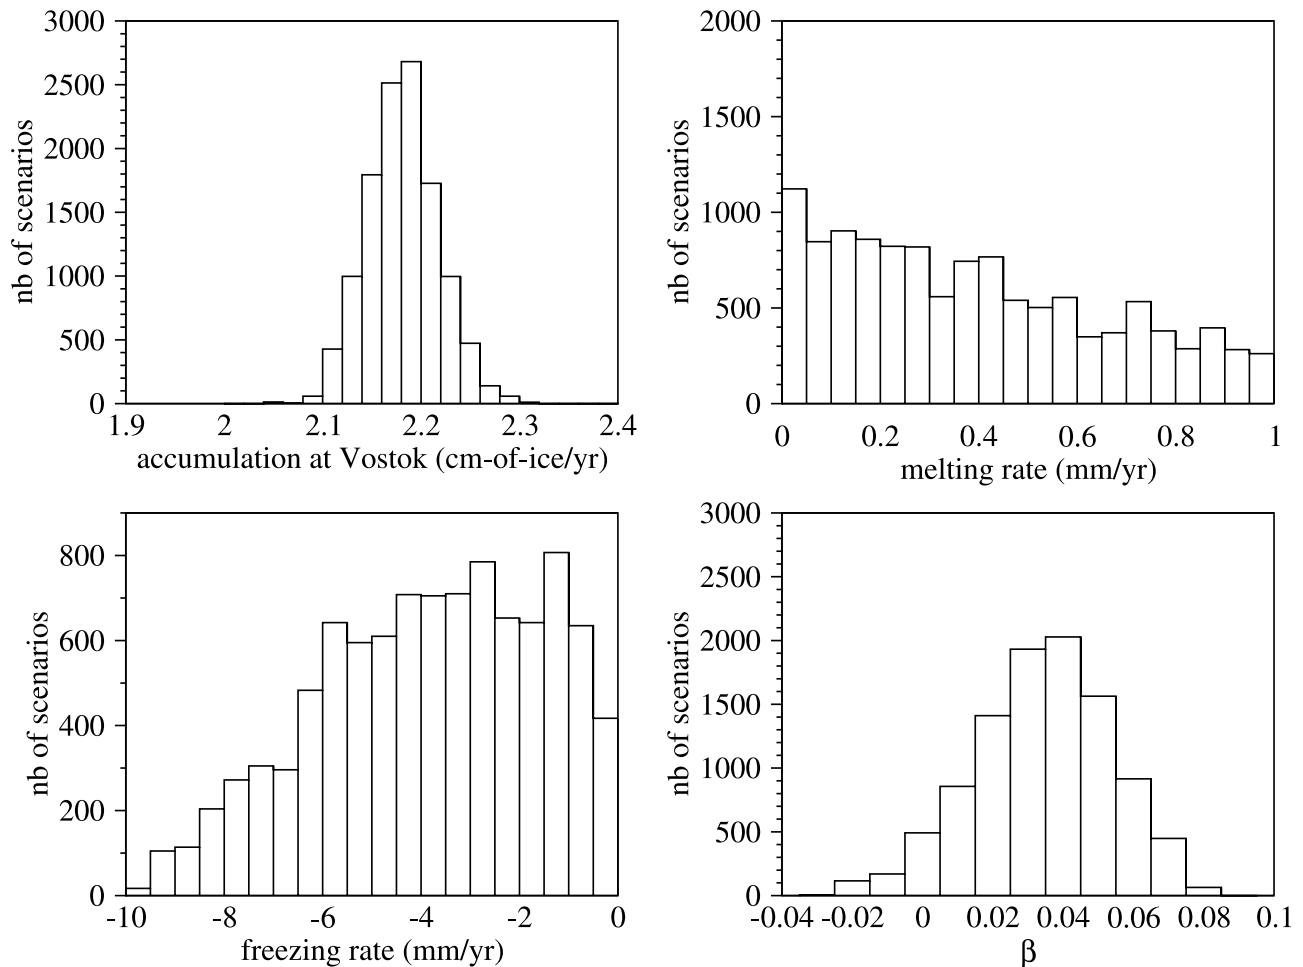 3000
2500
2000
1500
1000
500
0
nb of scenarios
1.9 2 2.1 2.2 2.3 2.4
accumulation at Vostok (cm-of-ice/yr)
2000
1500
1000
500
0
nb of scenarios
0 0.2 0.4 0.6 0.8 1
melting rate (mm/yr)
800
600
400
200
0
nb of scenarios
-10 -8 -6 -4 -2 0
freezing rate (mm/yr)
3000
2500
2000
1500
1000
500
0
nb of scenarios
-0.04 -0.02 0 0.02 0.04 0.06 0.08 0.1
β